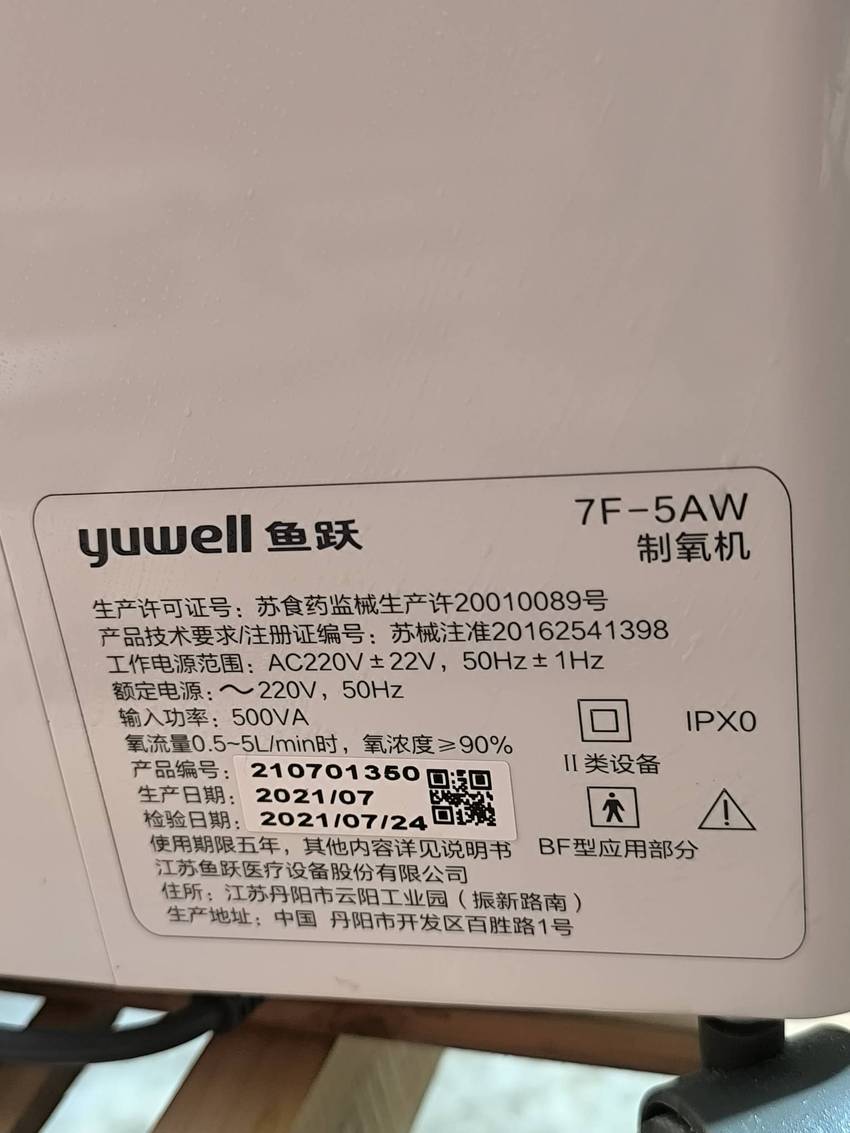 yuwell 鱼跃
7F-5AW
制氧机
生产许可证号：苏食药监械生产许20010089号
产品技术要求/注册证编号：苏械注准20162541398
工作电源范围：AC220V±22V，50Hz±1Hz
额定电源：～220V，50Hz
输入功率：500VA
氧流量0.5~5L/min时，氧浓度≥90%
产品编号：210701350
生产日期：2021/07
检验日期：2021/07/24
使用期限五年，其他内容详见说明书
江苏鱼跃医疗设备股份有限公司
住所：江苏丹阳市云阳工业园（振新路南）
生产地址：中国 丹阳市开发区百胜路1号
IPX0
II类设备
BF型应用部分